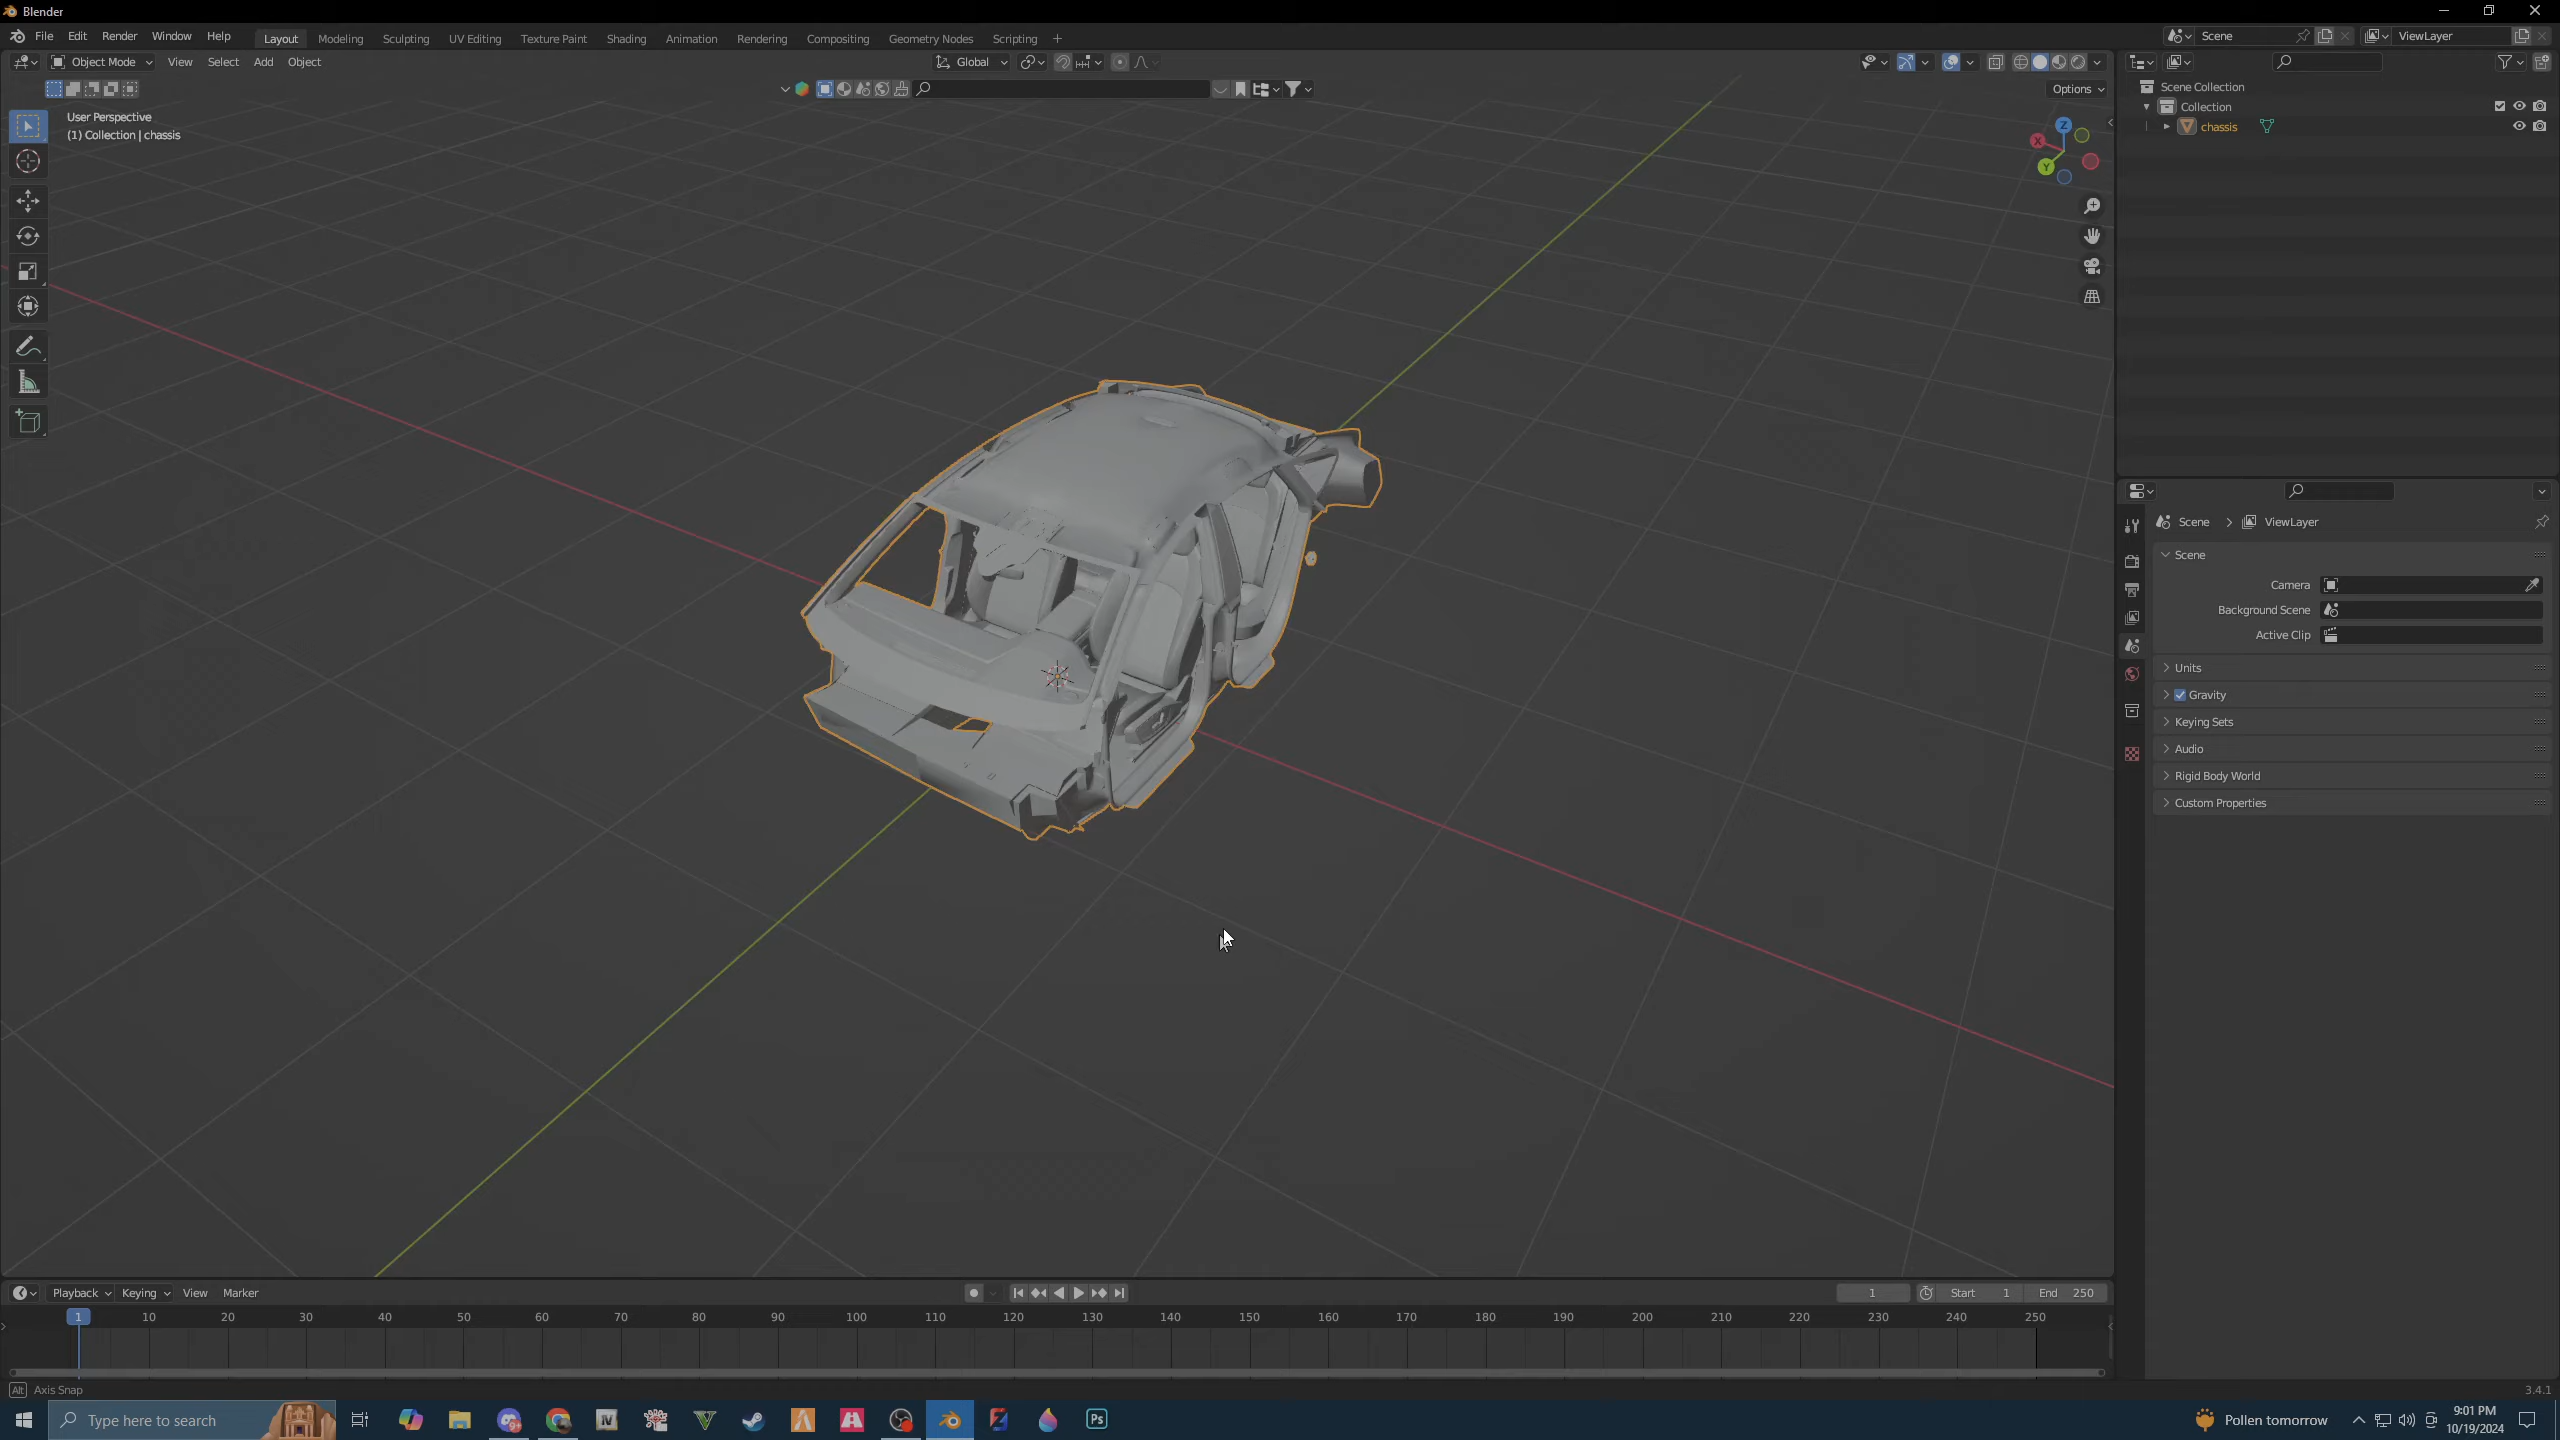 Blender
File Edit Render Window Help Layout Modeling Sculpting UV Editing Texture Paint Shading Animation Rendering Compositing Geometry Nodes Scripting + Scene ViewLayer
Object Mode View Select Add Object Global
Options
User Perspective
(1) Collection | chassis
Z
X
Y
Scene Collection
Collection
chassis
Scene > ViewLayer
Scene
Camera
Background Scene
Active Clip
Units
Gravity
Keying Sets
Audio
Rigid Body World
Custom Properties
Playback Keying View Marker 1 Start 1 End 250
1 10 20 30 40 50 60 70 80 90 100 110 120 130 140 150 160 170 180 190 200 210 220 230 240 250
Alt Axis Snap 3.4.1
Type here to search Ps Pollen tomorrow 9:01 PM
10/19/2024